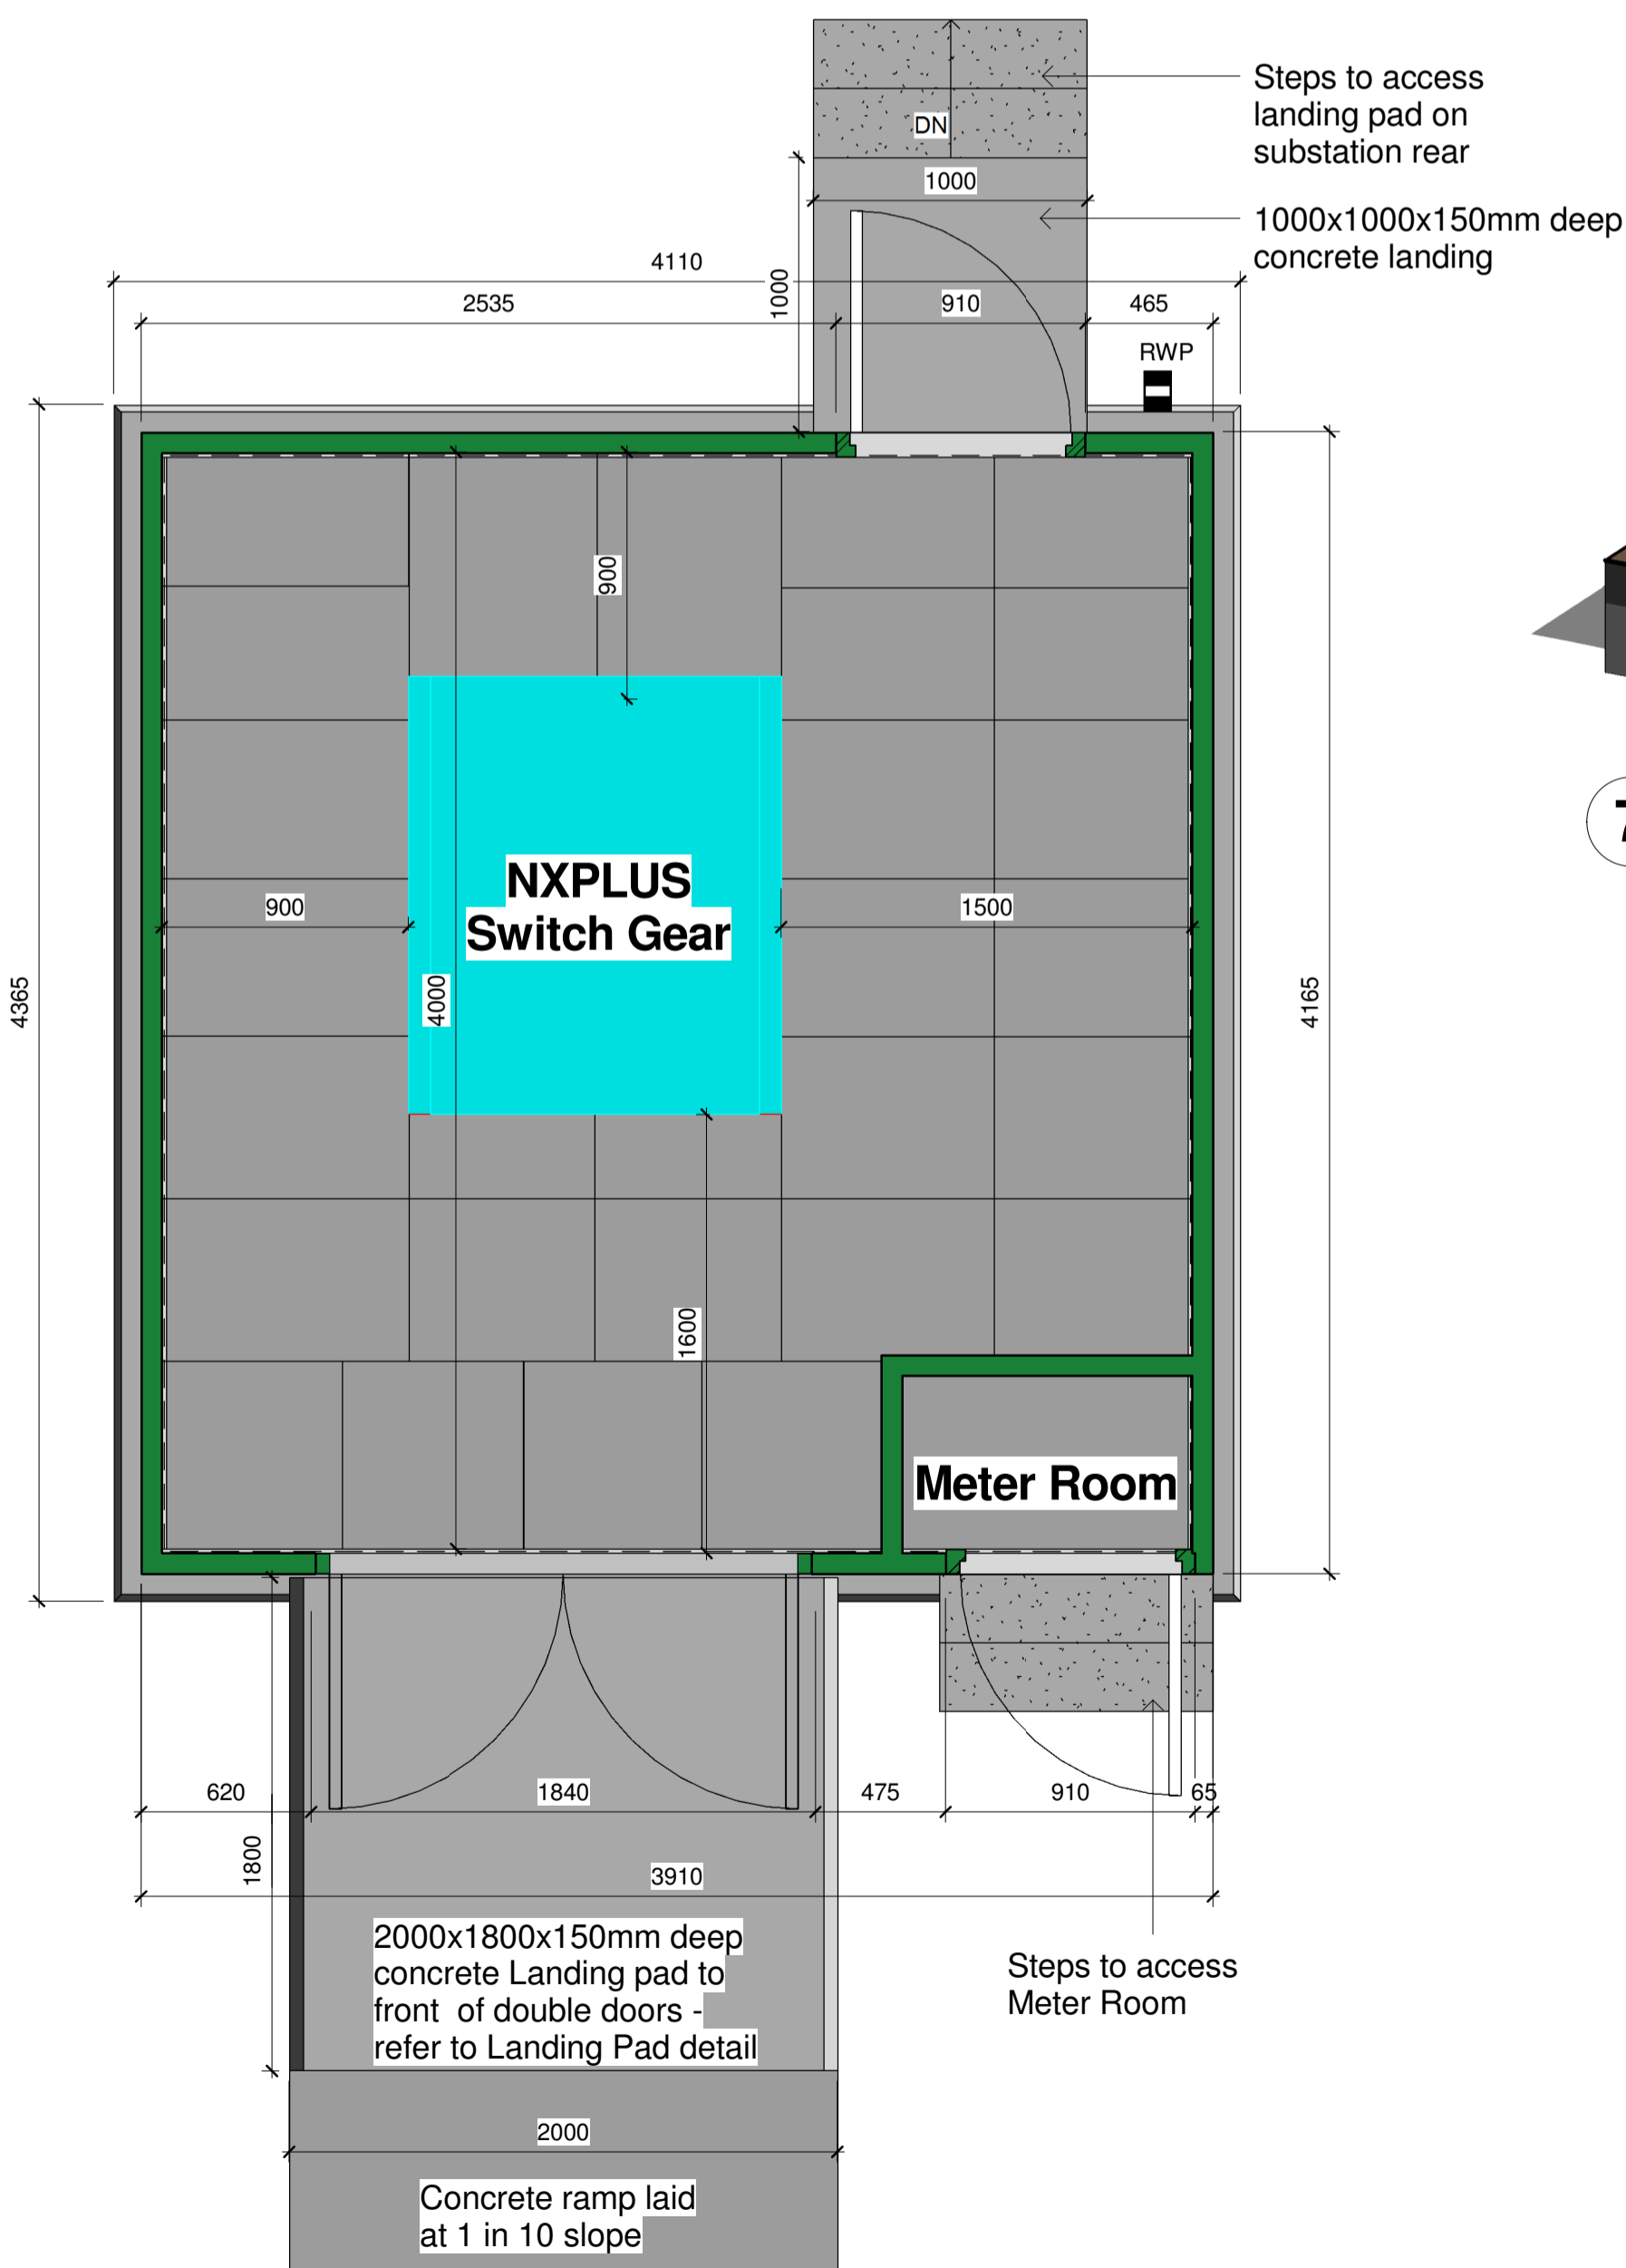 Steps to access
landing pad on
substation rear
DN
1000
1000x1000x150mm deep
concrete landing
4110
1000
2535
910
465
RWP
900
7
NXPLUS
Switch Gear
900
1500
4000
4365
4165
1600
Meter Room
620
1840
475
910
65
1800
3910
2000x1800x150mm deep
concrete Landing pad to
front of double doors -
refer to Landing Pad detail
Steps to access
Meter Room
2000
Concrete ramp laid
at 1 in 10 slope